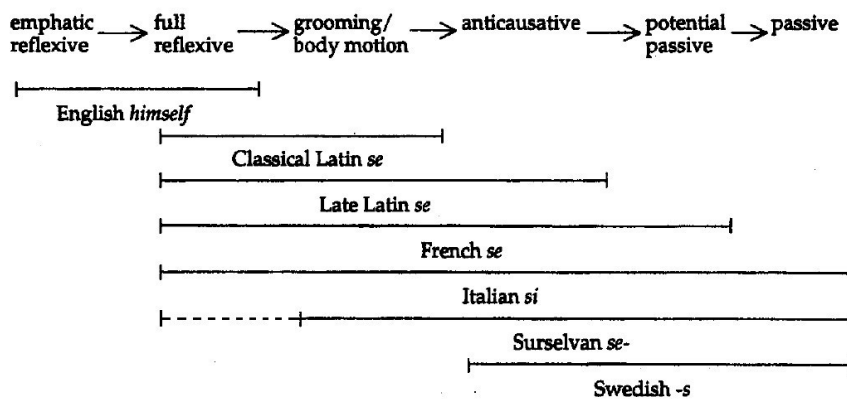 emphatic full grooming/ anticausative potential passive
reflexive reflexive body motion passive
English himself
Classical Latin se
Late Latin se
French se
Italian si
Surselvan se-
Swedish -s